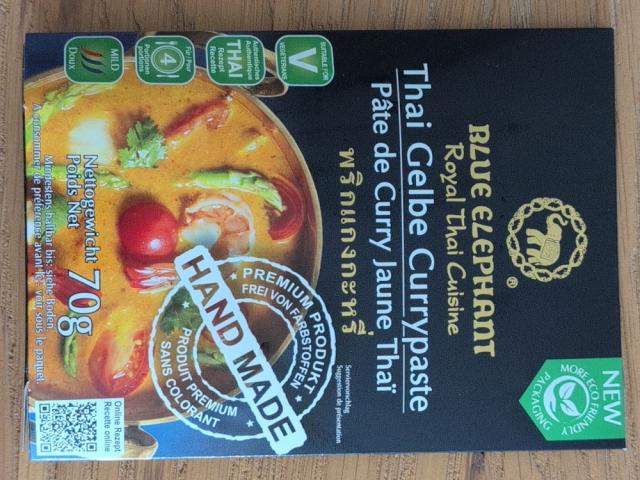 NEW
MORE ECO FRIENDLY
PACKAGING
®
BLUE ELEPHANT
Royal Thai Cuisine
Thai Gelbe Currypaste
Pâte de Curry Jaune Thaï
พริกแกงกะหรี่
Serviervorschlag
Suggestion de présentation
SUITABLE FOR
V
VEGETARIANS
Authentisches
Authentique
THAI
Rezept
Recette
Für/Pour
4
Portionen
portions
MILD
DOUX
PREMIUM PRODUKT
FREI VON FARBSTOFFEN
HAND MADE
PRODUIT PREMIUM
SANS COLORANT
Nettogewicht
Poids Net
70g
Mindestens haltbar bis: siehe Boden.
A consommer de préférence avant le: voir sous le paquet.
Online Rezept
Recette online